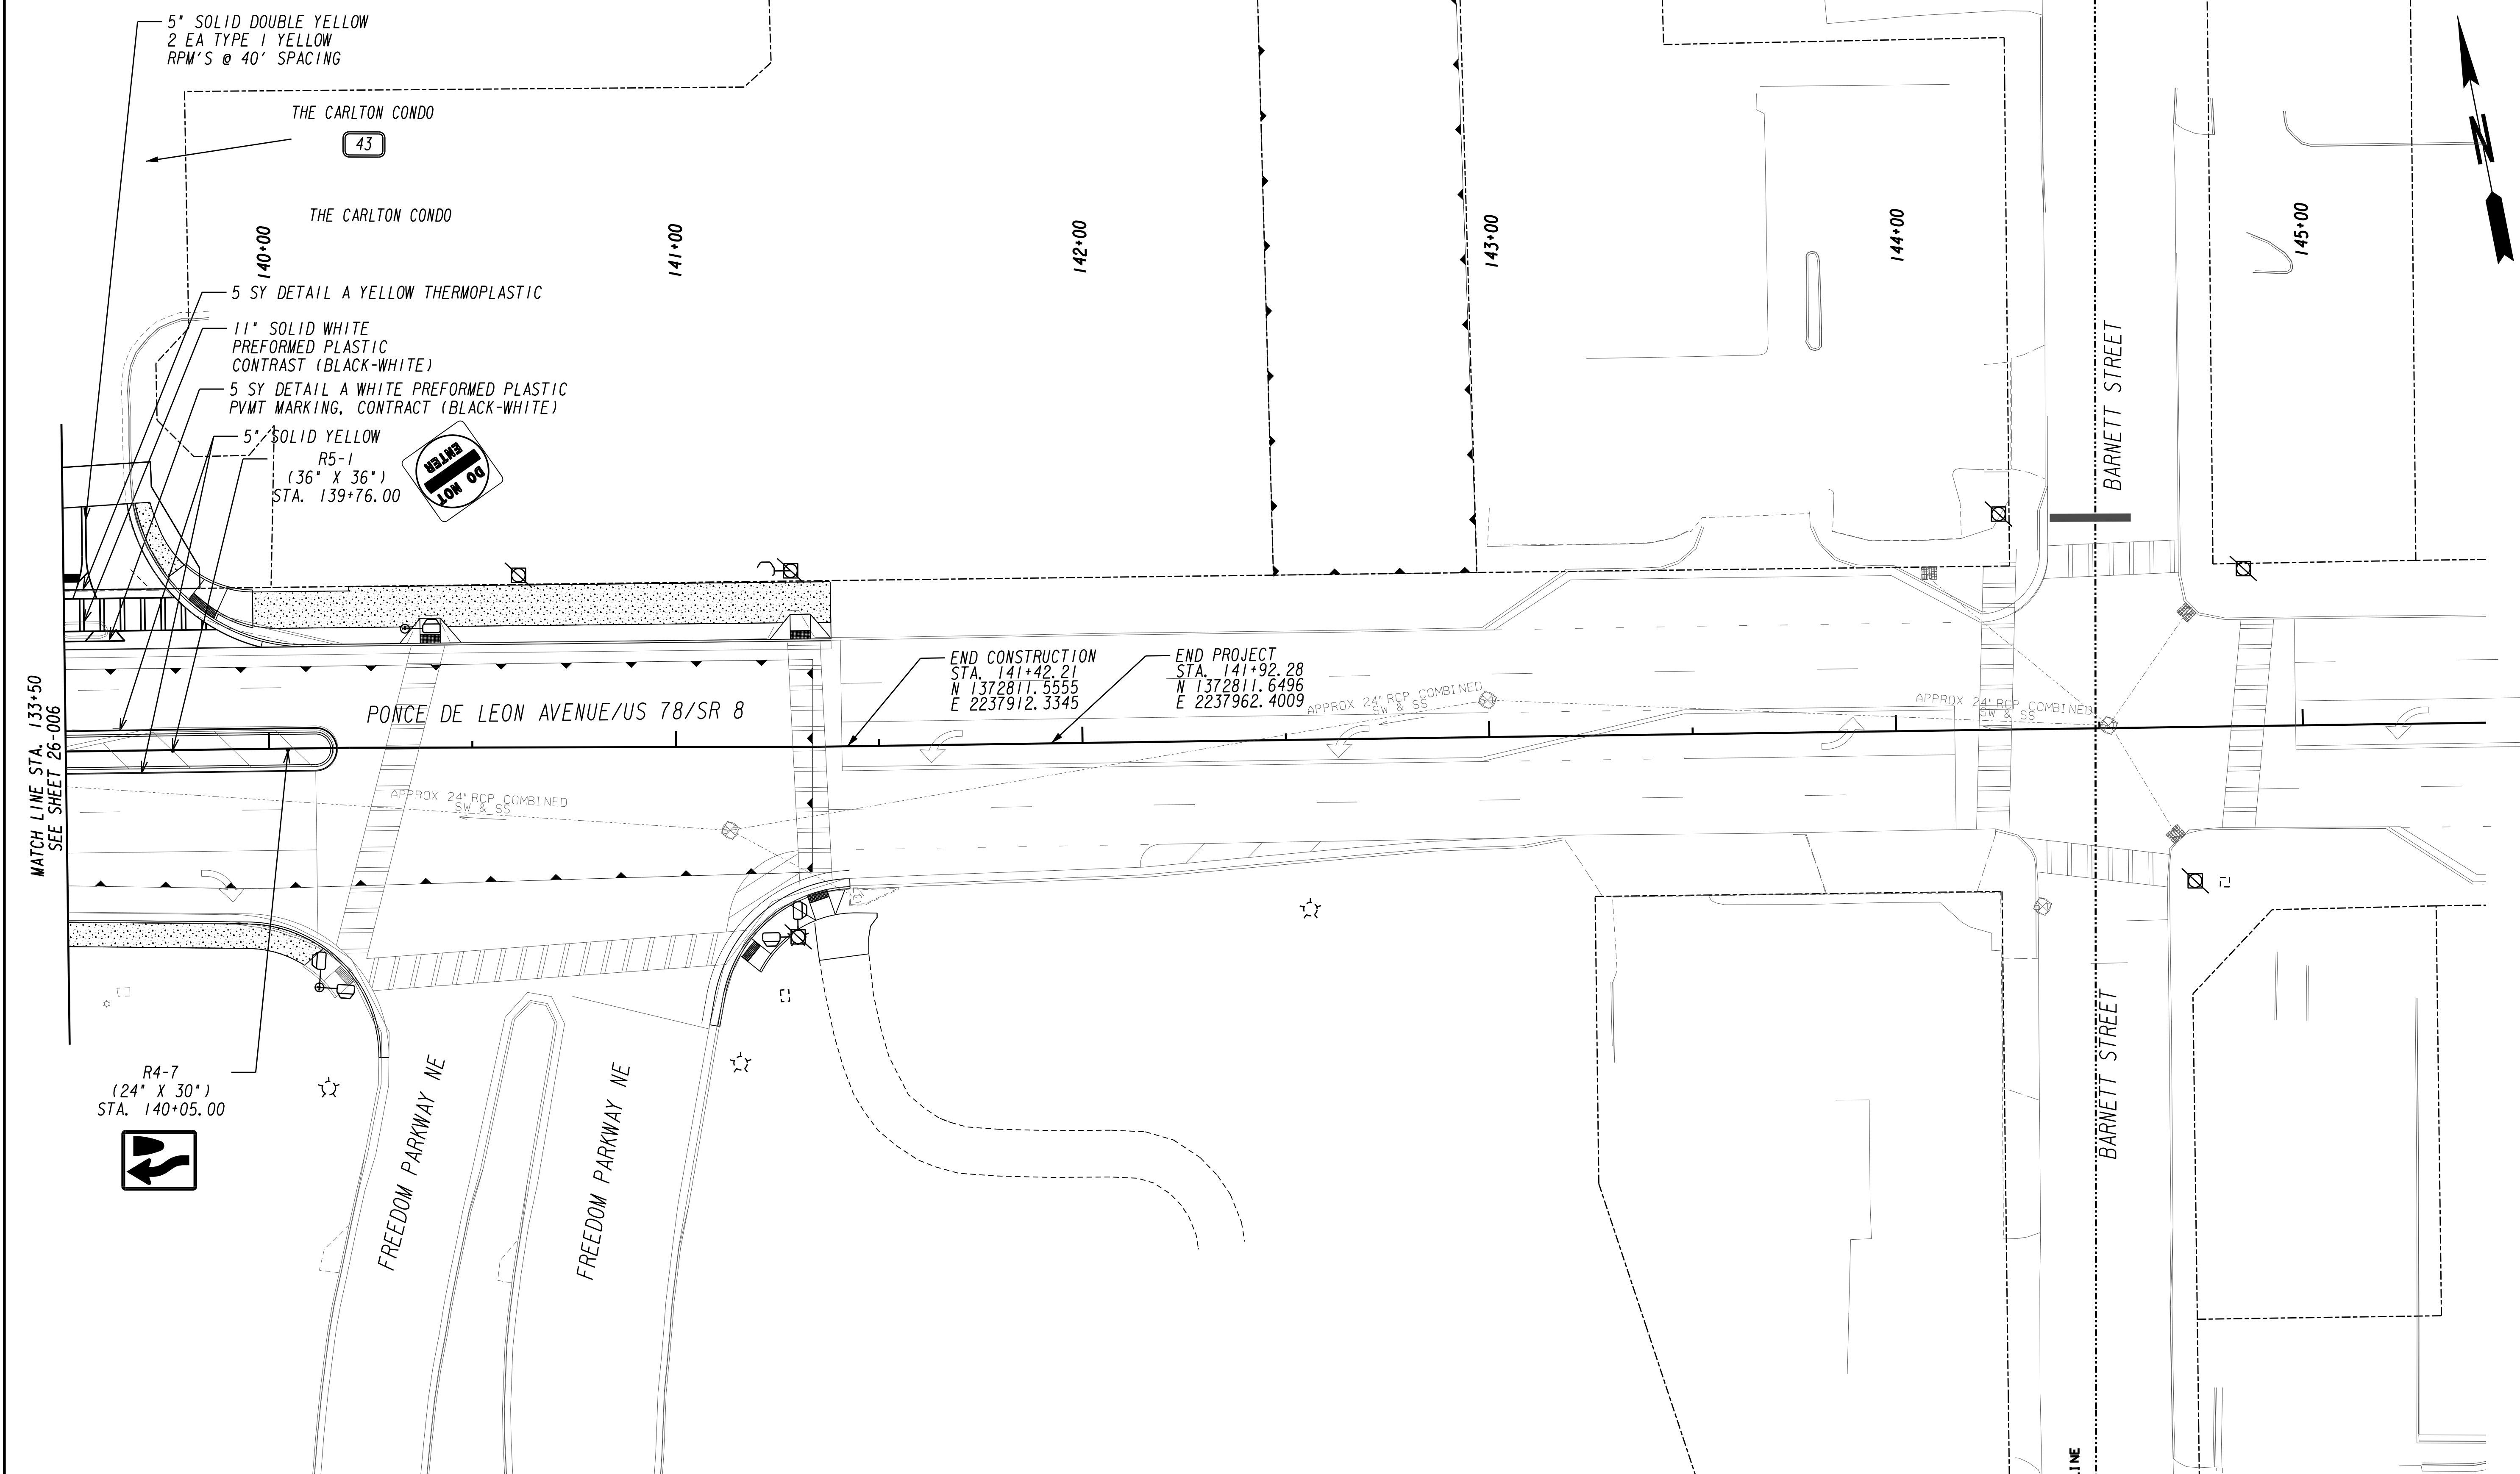 5" SOLID DOUBLE YELLOW
2 EA TYPE I YELLOW
RPM'S @ 40' SPACING
THE CARLTON CONDO
43
THE CARLTON CONDO
140+00
141+00
142+00
143+00
144+00
145+00
N
5 SY DETAIL A YELLOW THERMOPLASTIC
11" SOLID WHITE
PREFORMED PLASTIC
CONTRAST (BLACK-WHITE)
5 SY DETAIL A WHITE PREFORMED PLASTIC
PVMT MARKING, CONTRACT (BLACK-WHITE)
5" SOLID YELLOW
R5-1
(36" X 36")
STA. 139+76.00
DO NOT
ENTER
BARNETT STREET
MATCH LINE STA. 133+50
SEE SHEET 26-006
PONCE DE LEON AVENUE/US 78/SR 8
END CONSTRUCTION
STA. 141+42.21
N 1372811.5555
E 2237912.3345
END PROJECT
STA. 141+92.28
N 1372811.6496
E 2237962.4009
APPROX 24" RCP COMBINED
SW & SS
APPROX 24" RCP COMBINED
SW & SS
APPROX 24" RCP COMBINED
SW & SS
R4-7
(24" X 30")
STA. 140+05.00
FREEDOM PARKWAY NE
FREEDOM PARKWAY NE
BARNETT STREET